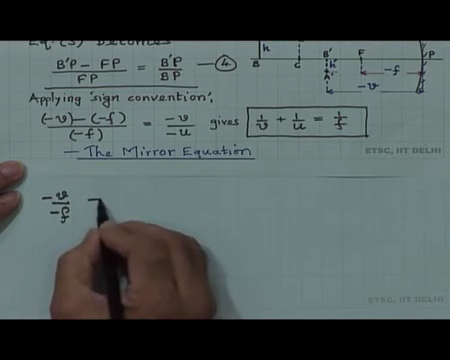 Eq.(3) becomes
B'P - FP / FP = B'P / BP - ④
Applying 'sign convention',
(-v) - (-f) / (-f) = -v / -u gives 1/v + 1/u = 1/f
- The Mirror Equation
-v / -f -
h
B C B' F P
h'
A'
-f
-v
ETSC, IIT DELHI
ETSC, IIT DELHI